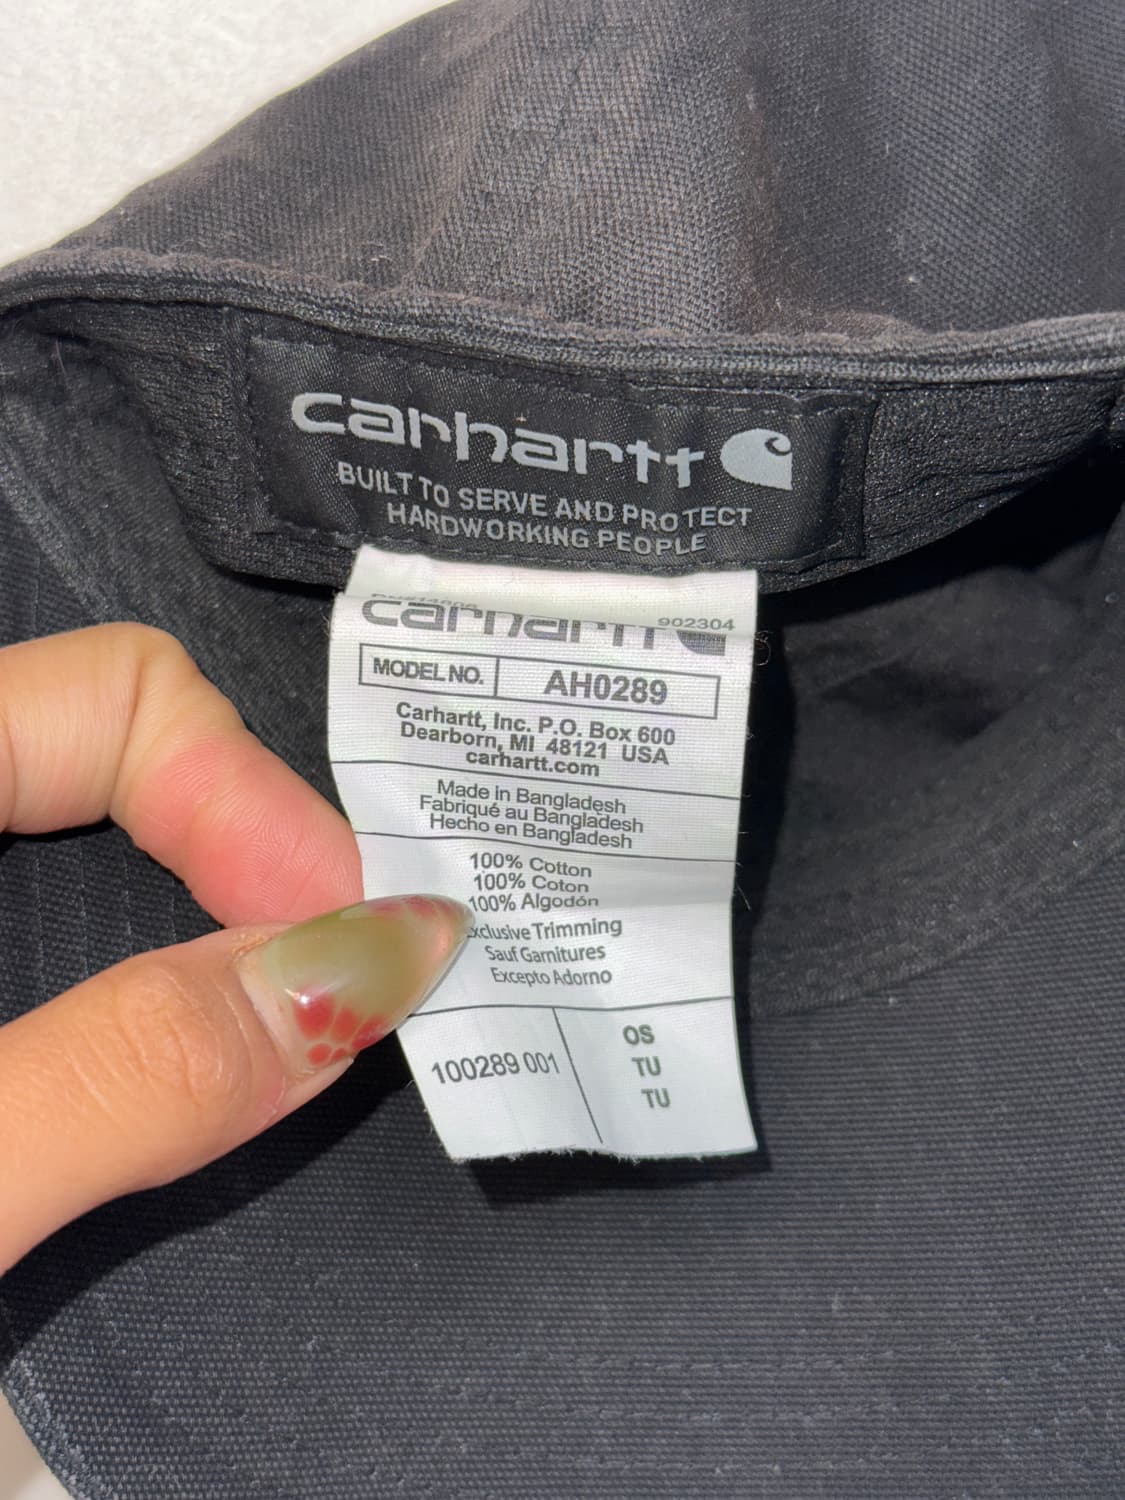 carhartt
BUILT TO SERVE AND PROTECT
HARDWORKING PEOPLE
carhartt
902304
MODEL NO. AH0289
Carhartt, Inc. P.O. Box 600
Dearborn, MI 48121 USA
carhartt.com
Made in Bangladesh
Fabriqué au Bangladesh
Hecho en Bangladesh
100% Cotton
100% Coton
100% Algodón
xclusive Trimming
Sauf Garnitures
Excepto Adorno
100289 001
OS
TU
TU